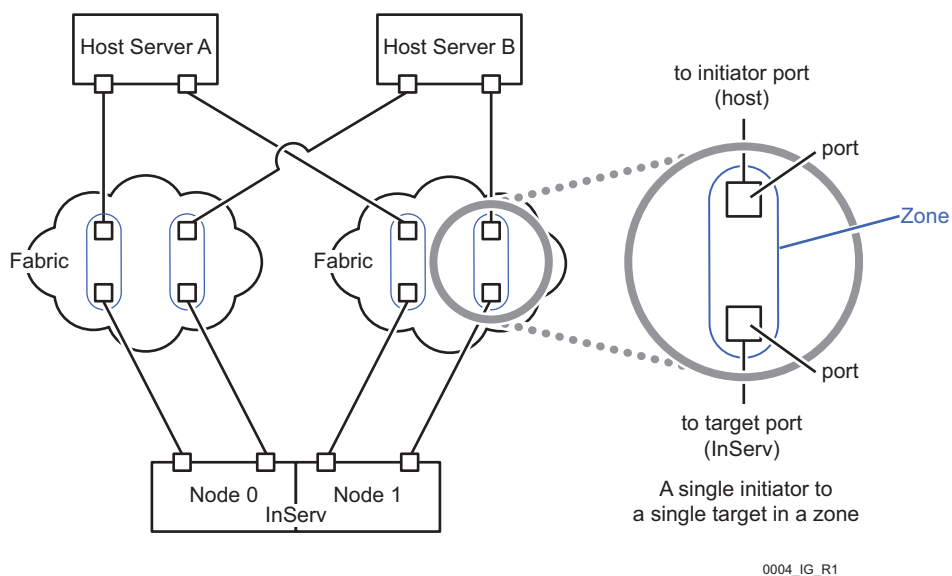 Host Server A
Host Server B
to initiator port
(host)
port
Zone
Fabric
Fabric
port
to target port
(InServ)
Node 0
Node 1
InServ
A single initiator to
a single target in a zone
0004_IG_R1